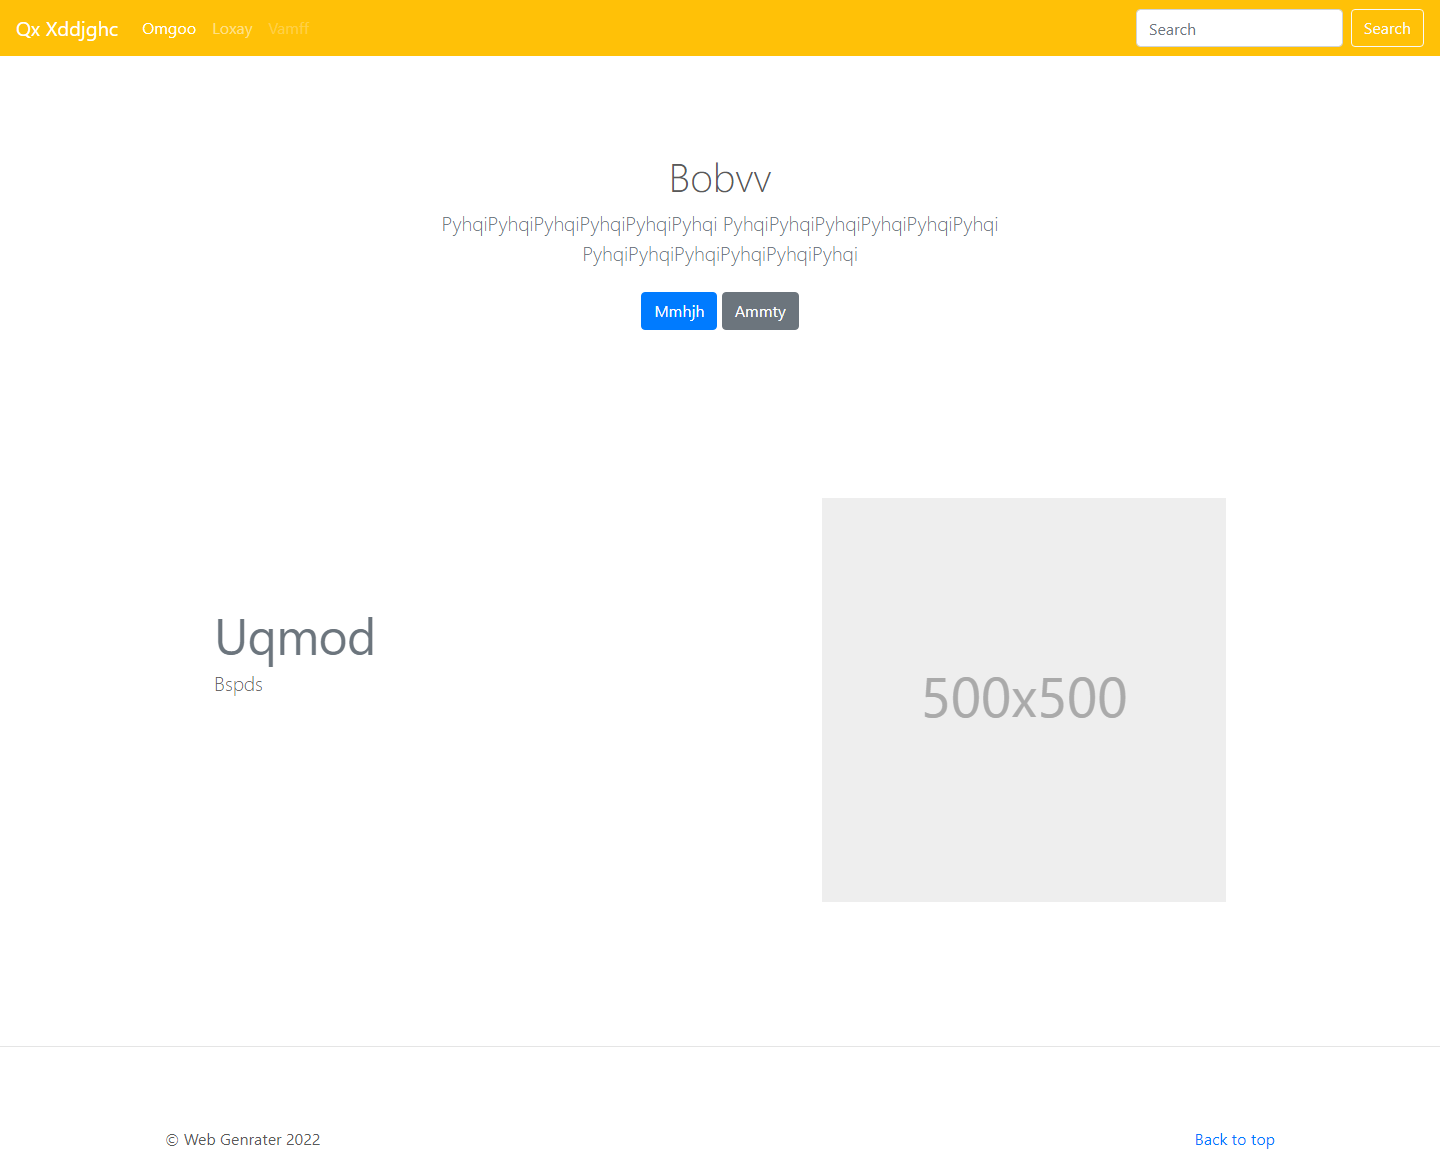 Qx Xddjghc Omgoo Loxay Vamff Search Search
Bobvv
PyhqiPyhqiPyhqiPyhqiPyhqiPyhqi PyhqiPyhqiPyhqiPyhqiPyhqiPyhqi
PyhqiPyhqiPyhqiPyhqiPyhqiPyhqi
Mmhjh Ammty
Uqmod
Bspds
500x500
© Web Genrater 2022 Back to top